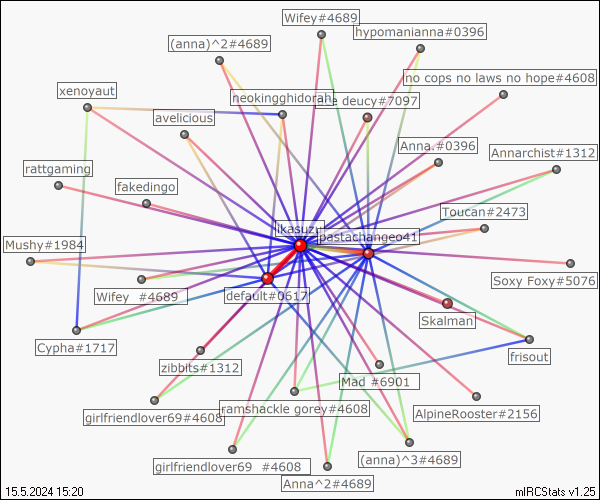 Wifey#4689
hypomanianna#0396
(anna)^2#4689
no cops no laws no hope#4608
xenoyaut
neokingghidorah
deucy#7097
avelicious
Anna.#0396
Annarchist#1312
rattgaming
fakedingo
Toucan#2473
ikasuzu
pastachangeo41
Mushy#1984
Soxy Foxy#5076
Wifey #4689
default#0617
Skalman
Cypha#1717
frisout
zibbits#1312
Mad #6901
girlfriendlover69#4608
ramshackle gorey#4608
AlpineRooster#2156
girlfriendlover69 #4608
(anna)^3#4689
Anna^2#4689
15.5.2024 15:20
mIRCStats v1.25